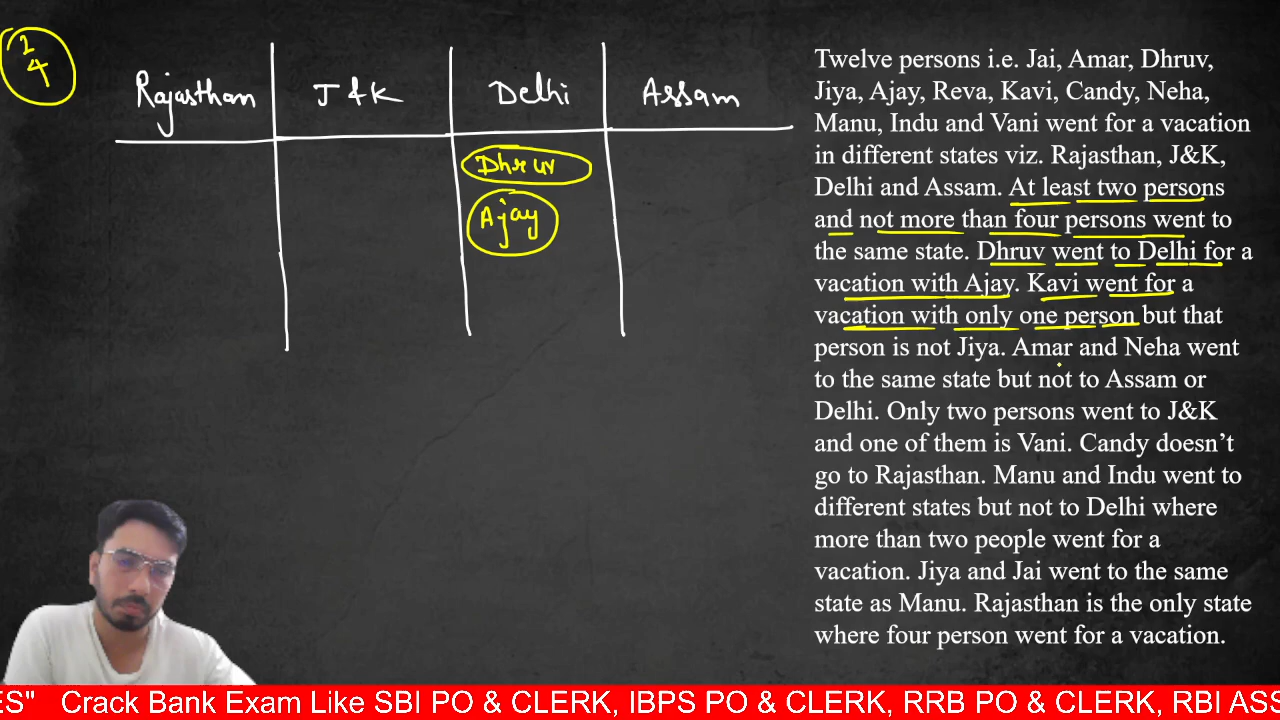 2
4
Rajasthan J &K Delhi Assam
Dhruv
Ajay
Twelve persons i.e. Jai, Amar, Dhruv,
Jiya, Ajay, Reva, Kavi, Candy, Neha,
Manu, Indu and Vani went for a vacation
in different states viz. Rajasthan, J&K,
Delhi and Assam. At least two persons
and not more than four persons went to
the same state. Dhruv went to Delhi for a
vacation with Ajay. Kavi went for a
vacation with only one person but that
person is not Jiya. Amar and Neha went
to the same state but not to Assam or
Delhi. Only two persons went to J&K
and one of them is Vani. Candy doesn’t
go to Rajasthan. Manu and Indu went to
different states but not to Delhi where
more than two people went for a
vacation. Jiya and Jai went to the same
state as Manu. Rajasthan is the only state
where four person went for a vacation.
ES" Crack Bank Exam Like SBI PO & CLERK, IBPS PO & CLERK, RRB PO & CLERK, RBI ASS